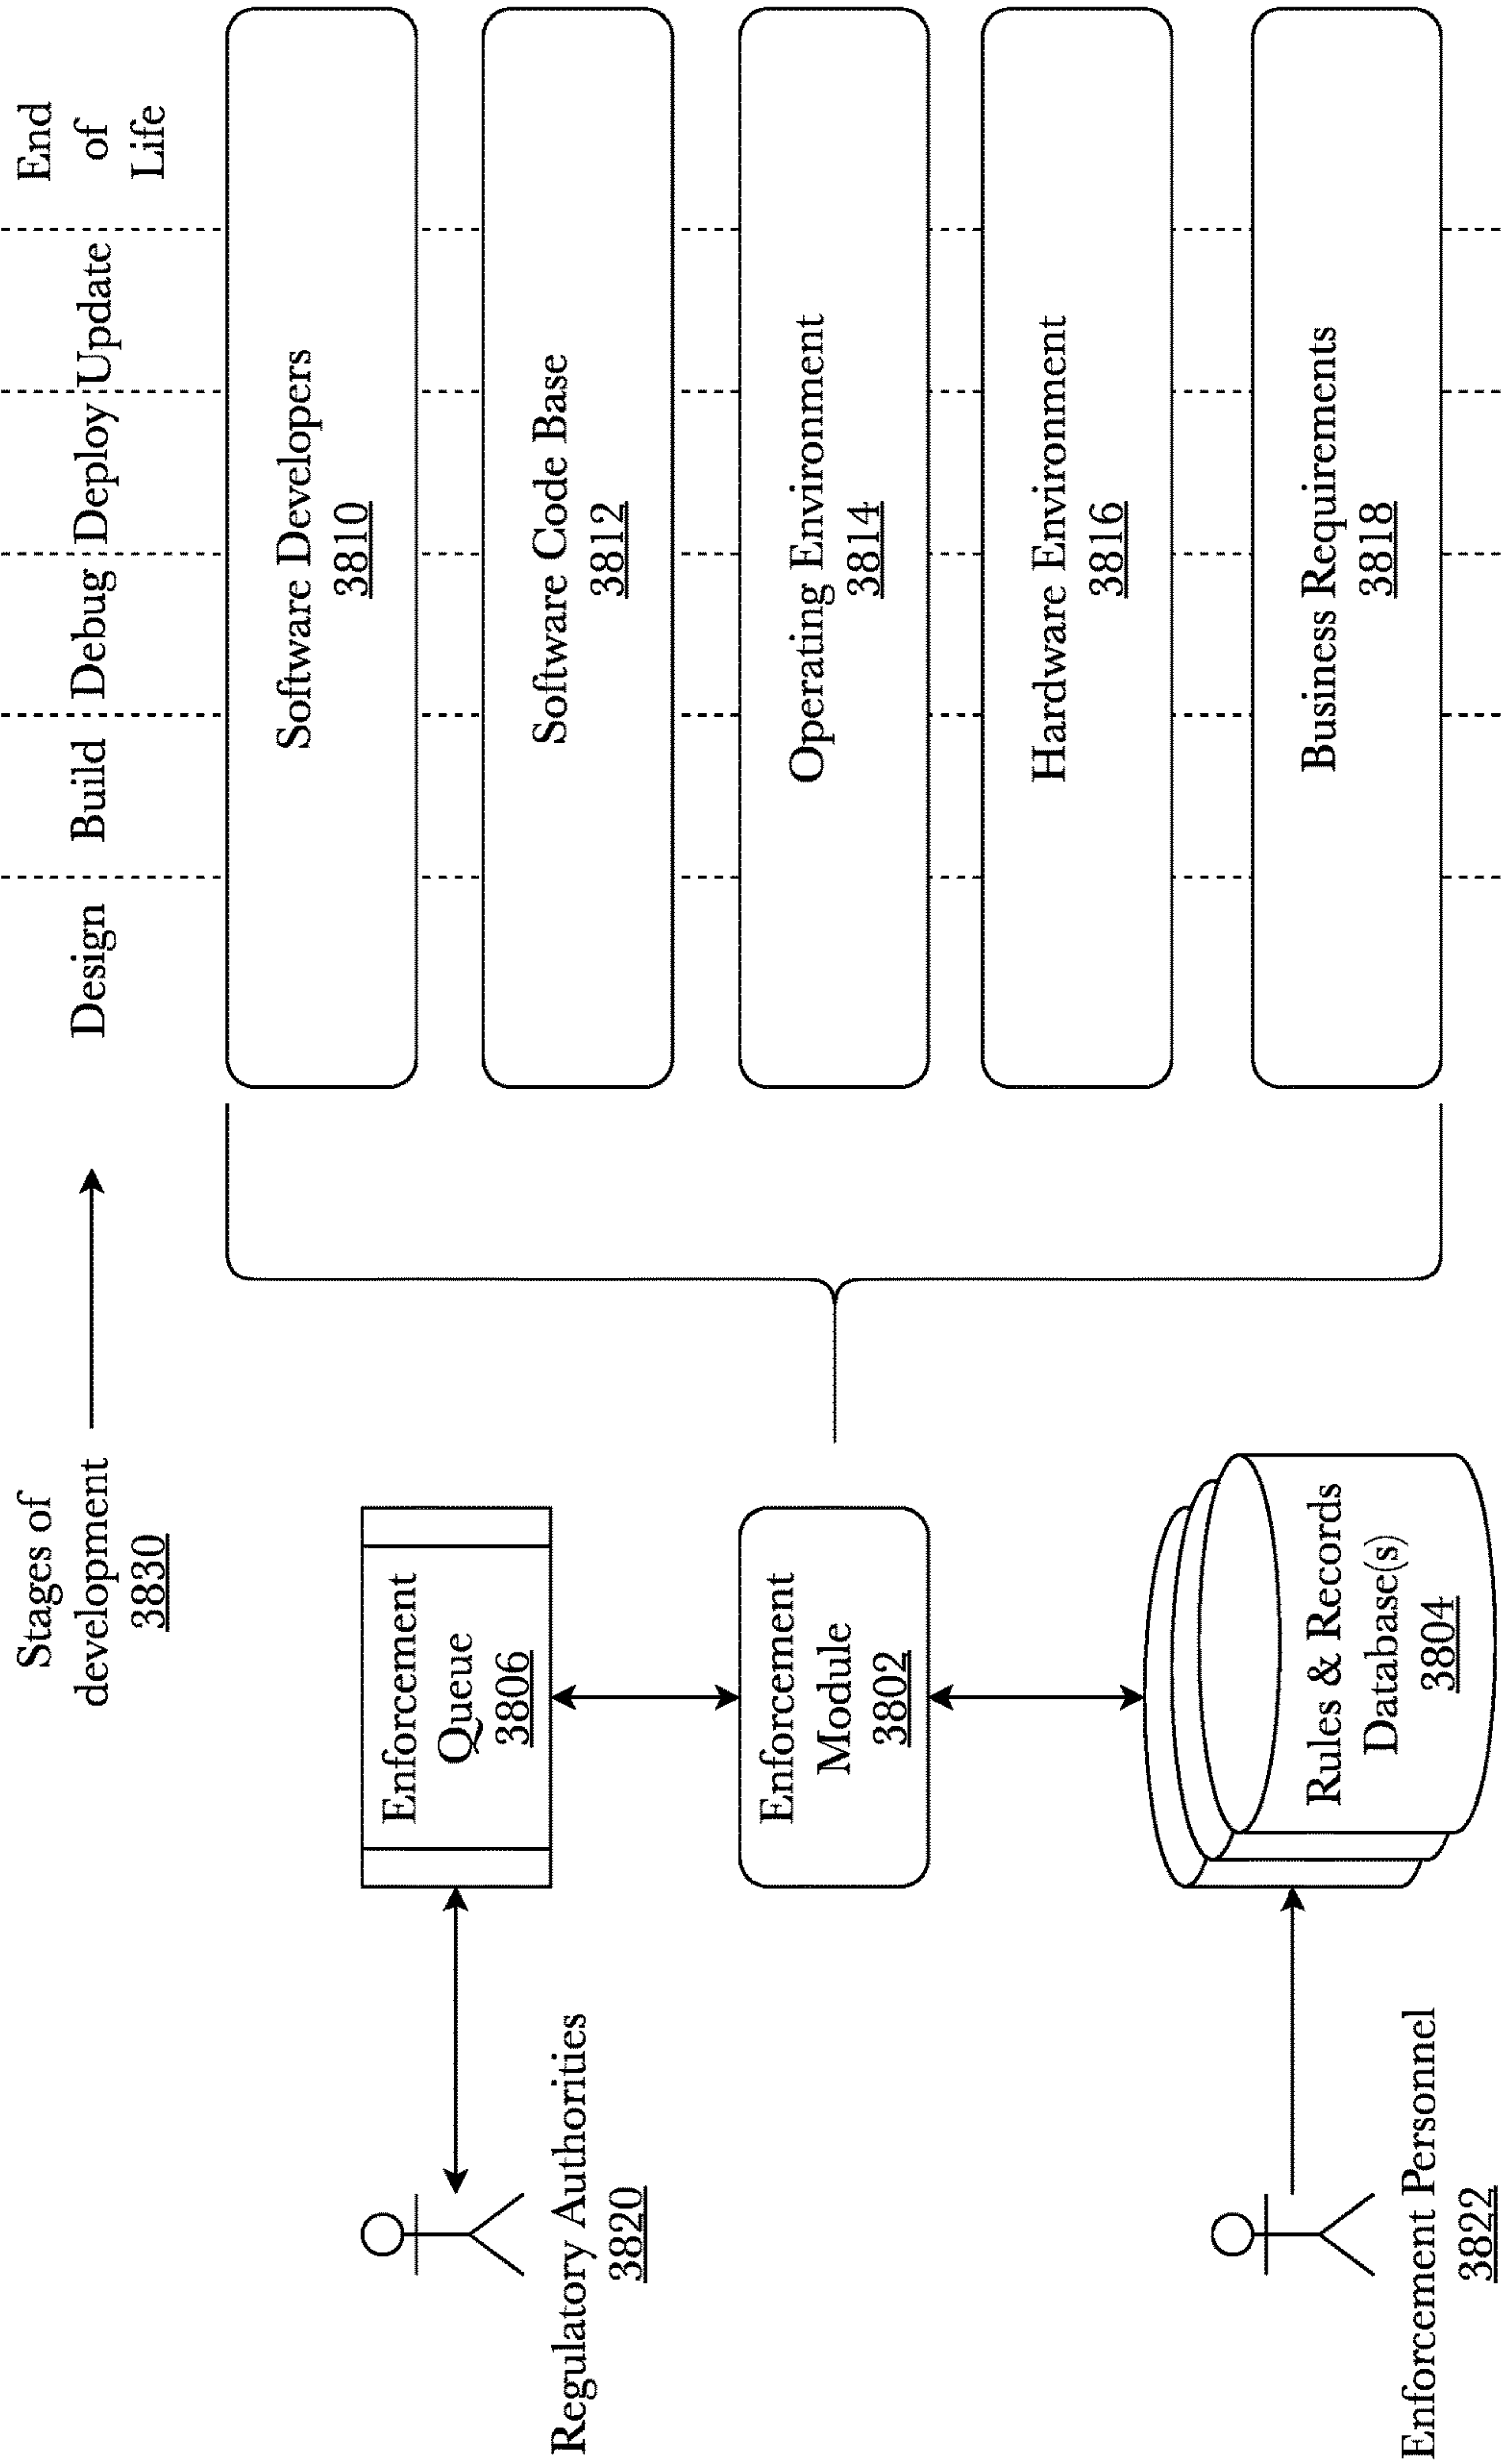 Stages of
development
3830
Design
Build
Debug
Deploy
Update
End
of
Life
Regulatory Authorities
3820
Enforcement
Queue
3806
Enforcement
Module
3802
Enforcement Personnel
3822
Rules & Records
Database(s)
3804
Software Developers
3810
Software Code Base
3812
Operating Environment
3814
Hardware Environment
3816
Business Requirements
3818